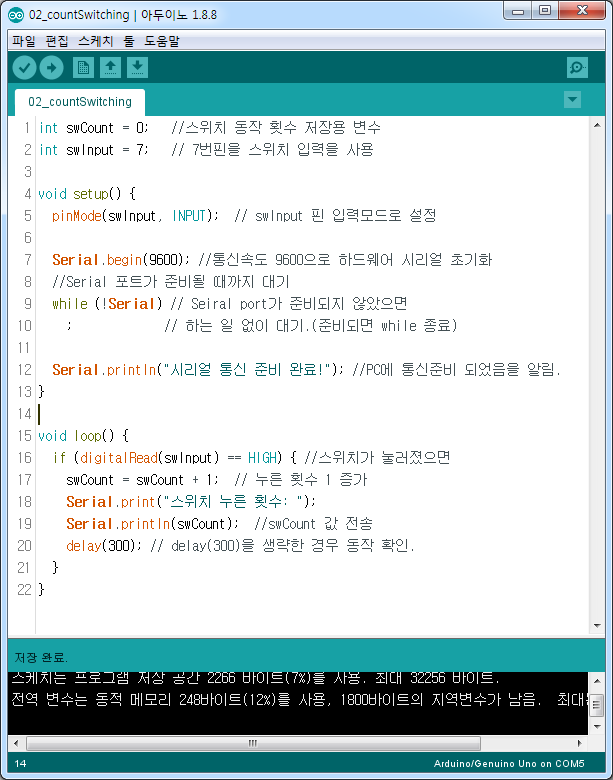 02_countSwitching | 아두이노 1.8.8
파일 편집 스케치 툴 도움말
02_countSwitching
1 int swCount = 0; //스위치 동작 횟수 저장용 변수
2 int swInput = 7; // 7번핀을 스위치 입력을 사용
3
4 void setup() {
5 pinMode(swInput, INPUT); // swInput 핀 입력모드로 설정
6
7 Serial.begin(9600); //통신속도 9600으로 하드웨어 시리얼 초기화
8 //Serial 포트가 준비될 때까지 대기
9 while (!Serial) // Seiral port가 준비되지 않았으면
10 ; // 하는 일 없이 대기.(준비되면 while 종료)
11
12 Serial.println("시리얼 통신 준비 완료!"); //PC에 통신준비 되었음을 알림.
13 }
14
15 void loop() {
16 if (digitalRead(swInput) == HIGH) { //스위치가 눌러졌으면
17 swCount = swCount + 1; // 누른 횟수 1 증가
18 Serial.print("스위치 누른 횟수: ");
19 Serial.println(swCount); //swCount 값 전송
20 delay(300); // delay(300)을 생략한 경우 동작 확인.
21 }
22 }
저장 완료.
스케치는 프로그램 저장 공간 2266 바이트(7%)를 사용. 최대 32256 바이트.
전역 변수는 동적 메모리 248바이트(12%)를 사용, 1800바이트의 지역변수가 남음. 최대는
14 Arduino/Genuino Uno on COM5